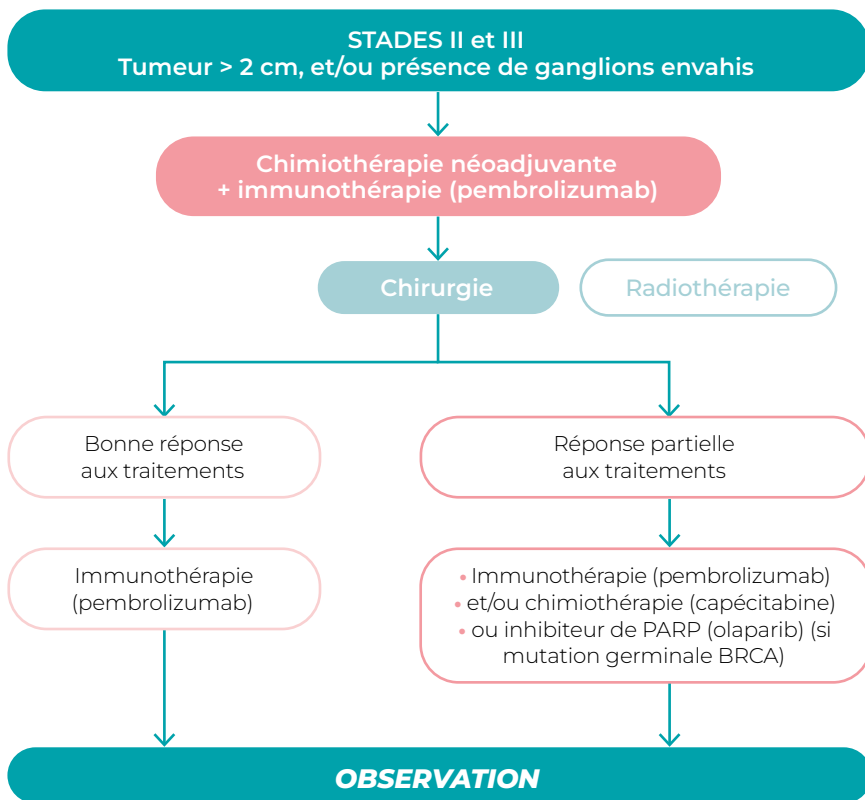 STADES II et III
Tumeur > 2 cm, et/ou présence de ganglions envahis
Chimiothérapie néoadjuvante
+ immunothérapie (pembrolizumab)
Chirurgie
Radiothérapie
Bonne réponse
aux traitements
Réponse partielle
aux traitements
Immunothérapie
(pembrolizumab)
• Immunothérapie (pembrolizumab)
• et/ou chimiothérapie (capécitabine)
• ou inhibiteur de PARP (olaparib) (si
mutation germinale BRCA)
OBSERVATION